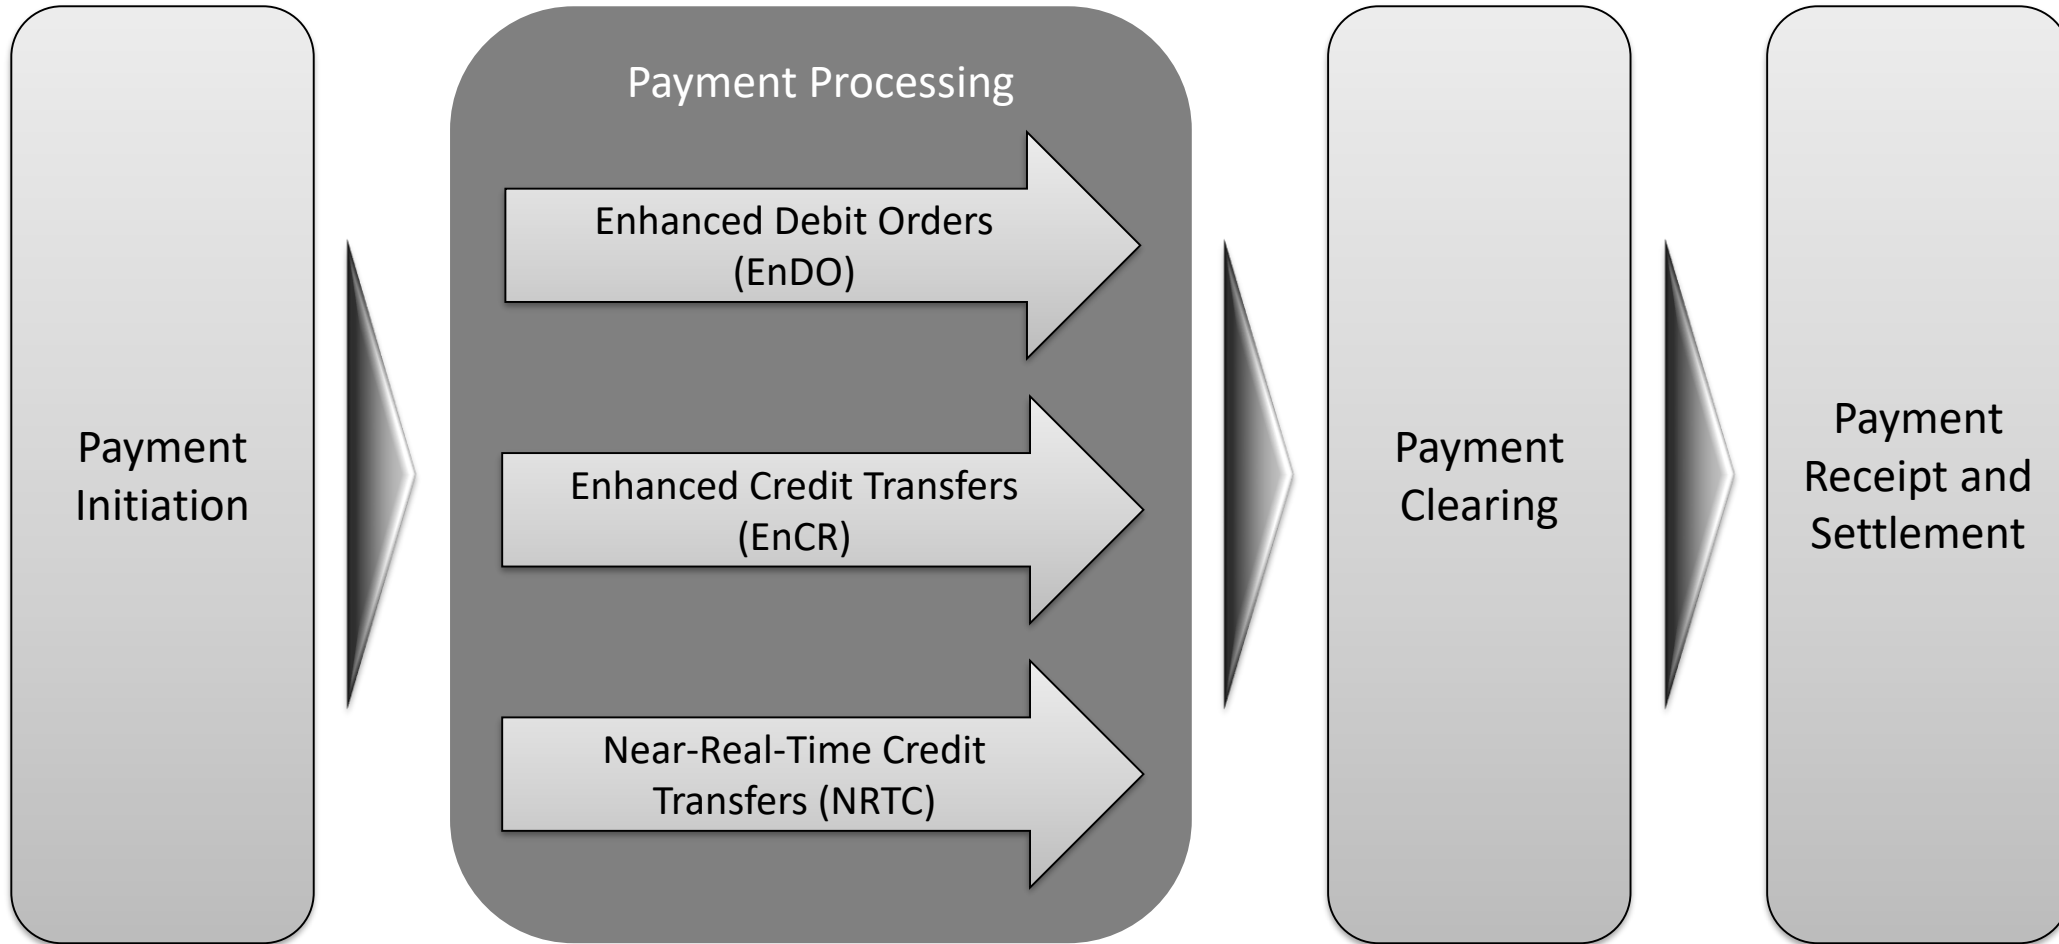 Payment
Initiation
Payment Processing
Enhanced Debit Orders
(EnDO)
Enhanced Credit Transfers
(EnCR)
Near-Real-Time Credit
Transfers (NRTC)
Payment
Clearing
Payment
Receipt and
Settlement